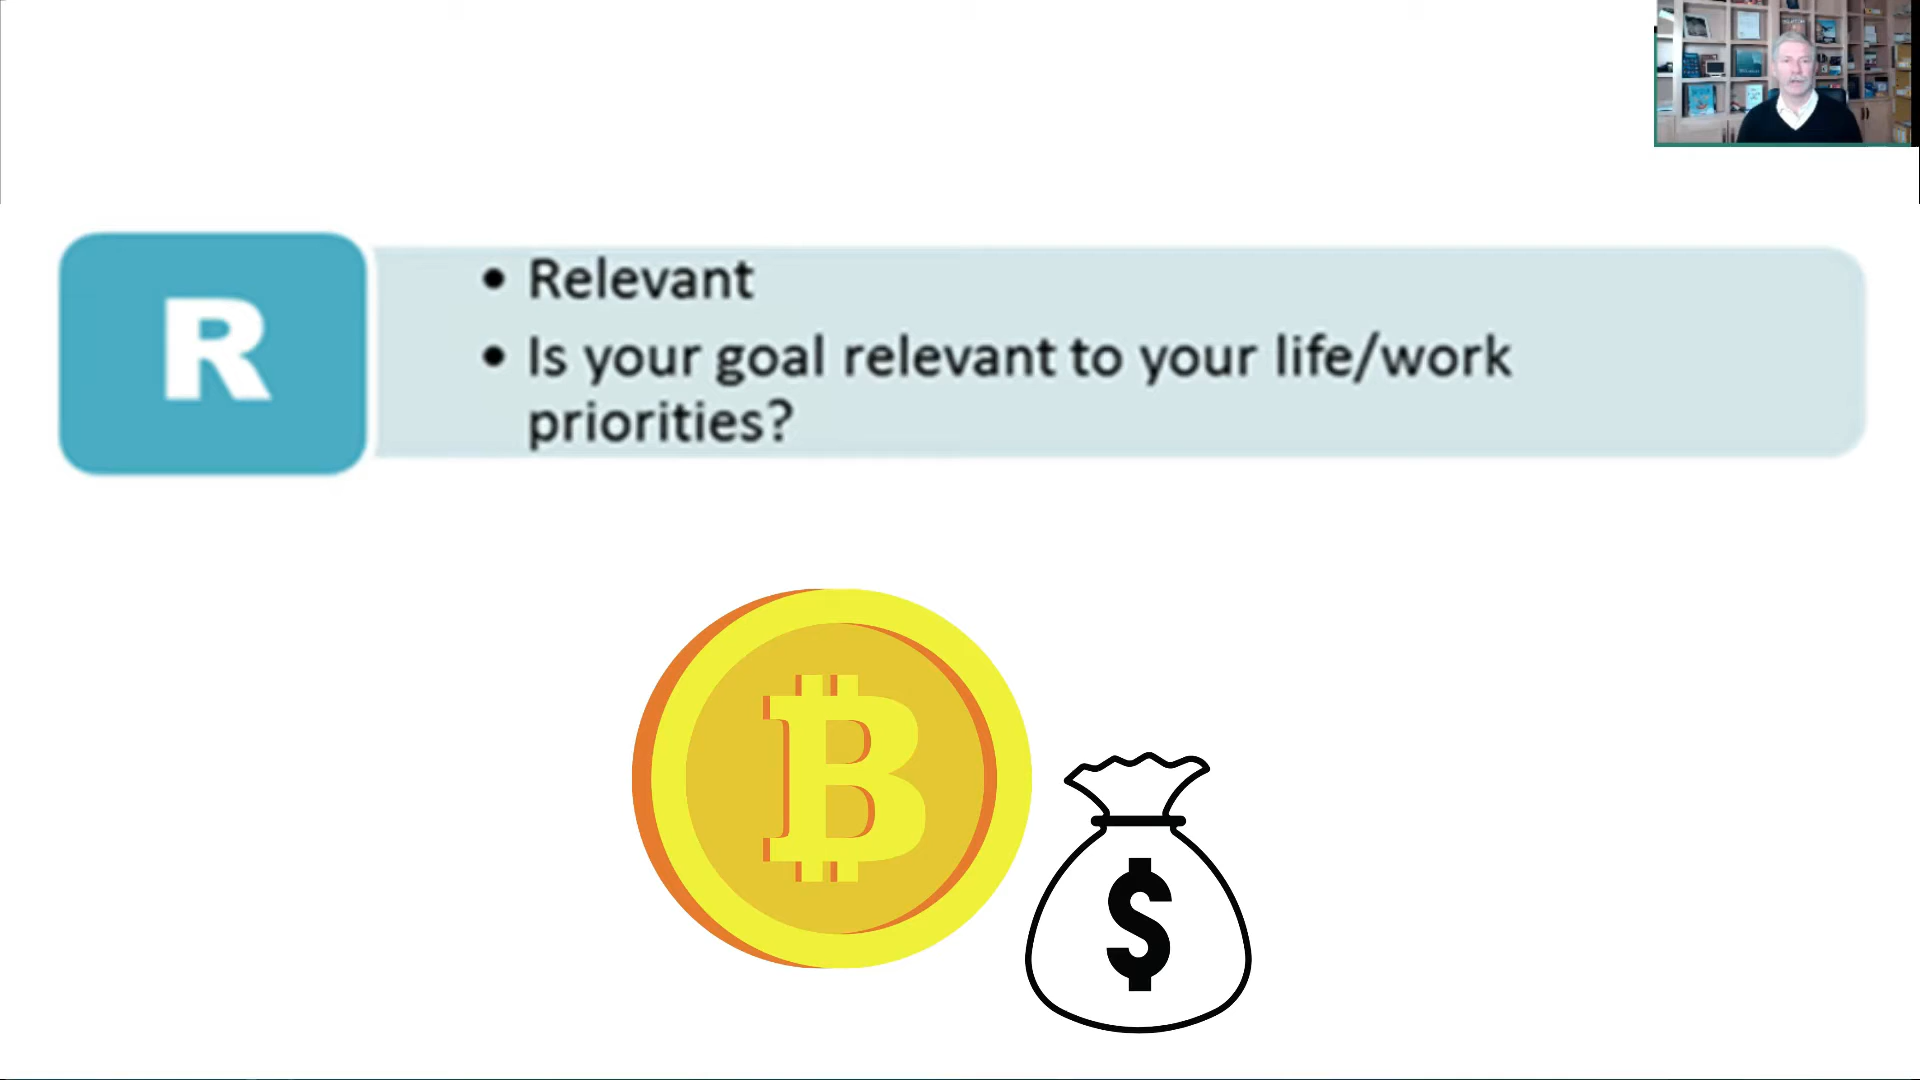 R
• Relevant
• Is your goal relevant to your life/work
priorities?
₿
$